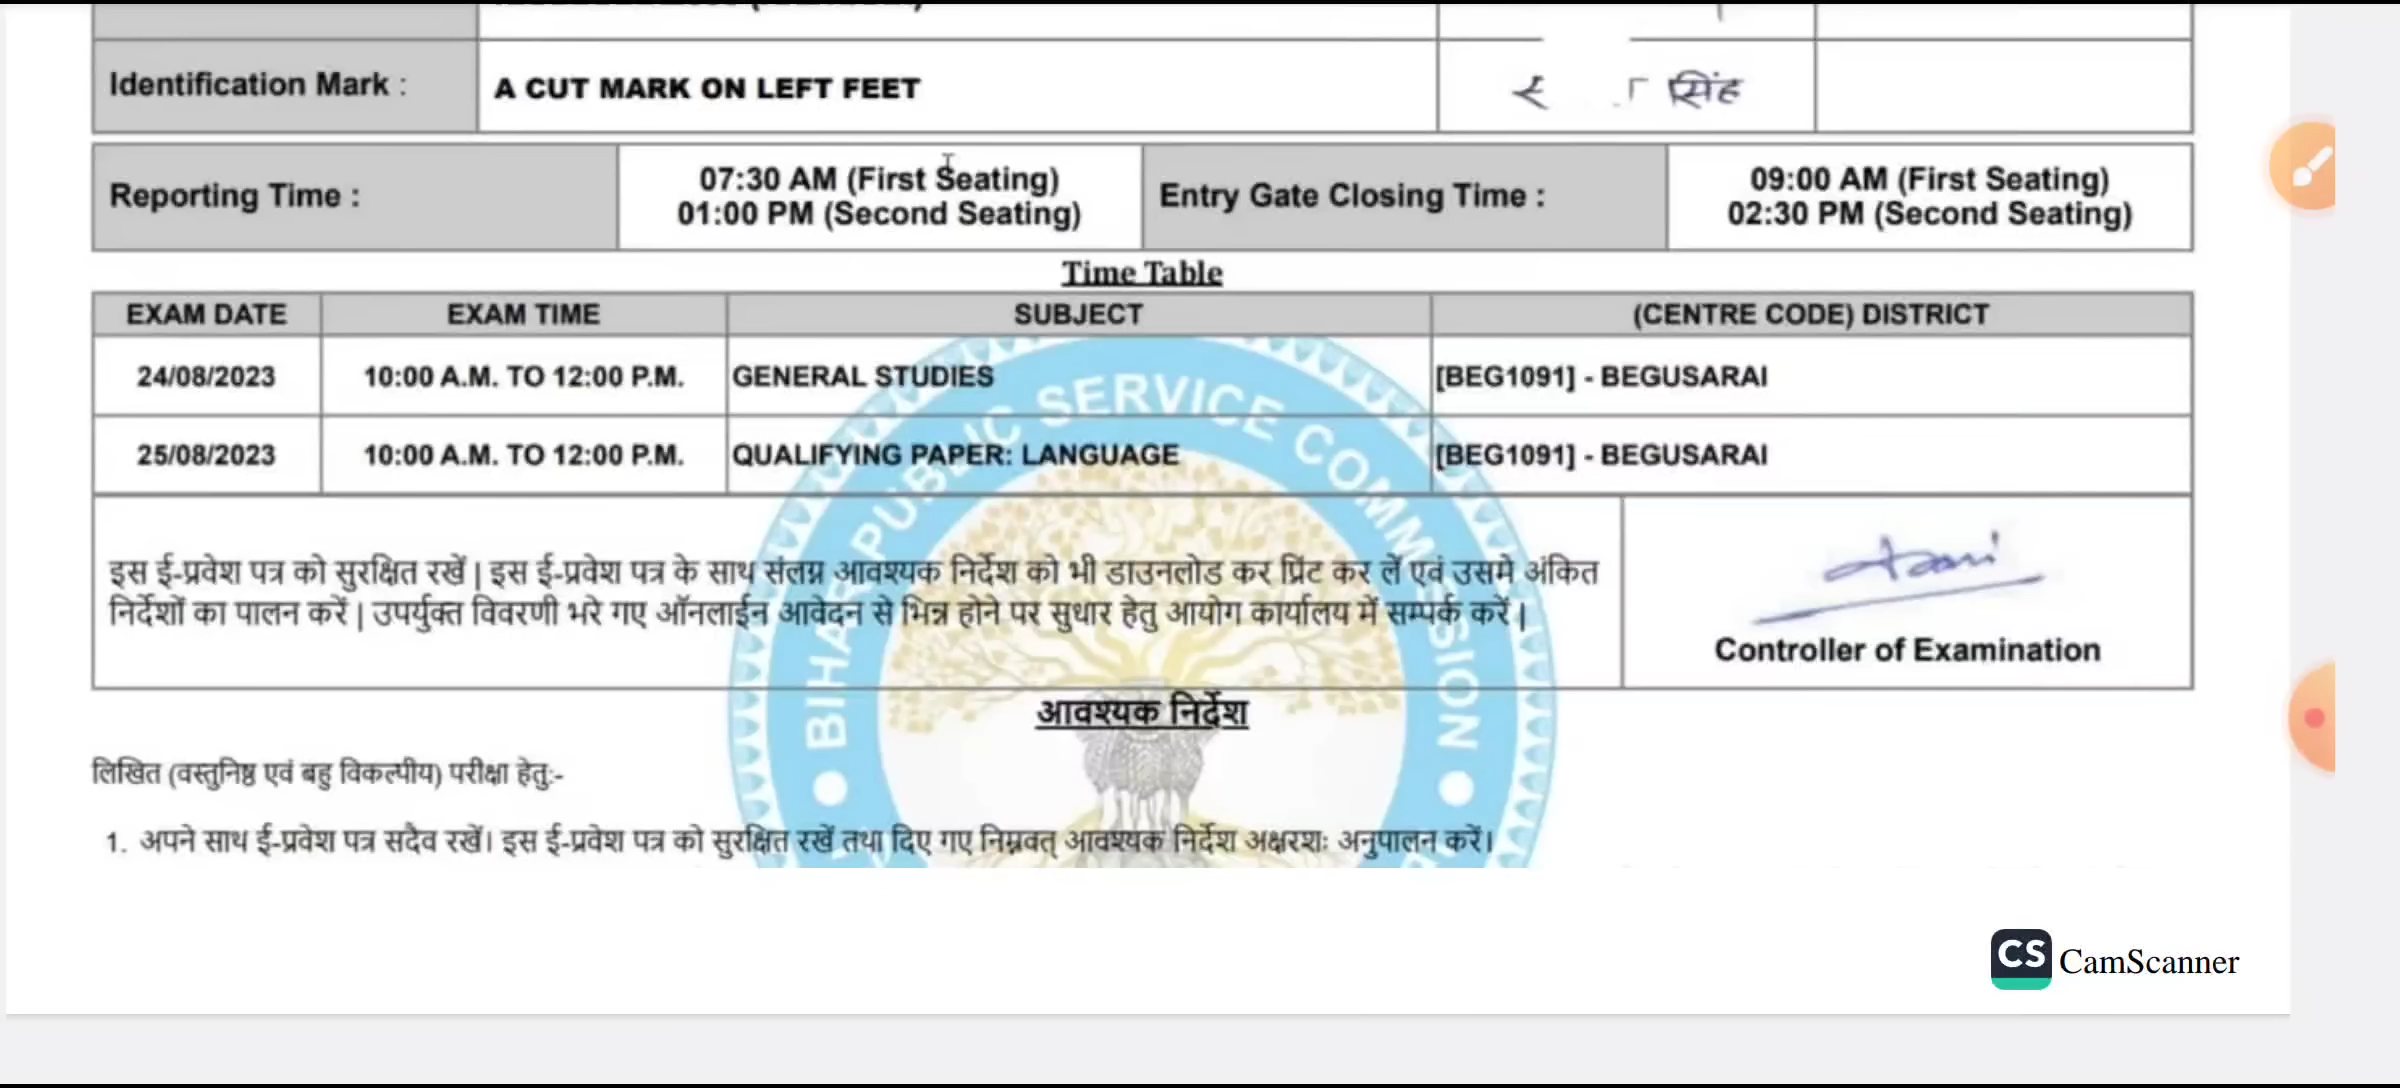 Identification Mark :
A CUT MARK ON LEFT FEET
सिंह
Reporting Time :
07:30 AM (First Seating)
01:00 PM (Second Seating)
Entry Gate Closing Time :
09:00 AM (First Seating)
02:30 PM (Second Seating)
Time Table
EXAM DATE EXAM TIME SUBJECT (CENTRE CODE) DISTRICT
24/08/2023 10:00 A.M. TO 12:00 P.M. GENERAL STUDIES [BEG1091] - BEGUSARAI
25/08/2023 10:00 A.M. TO 12:00 P.M. QUALIFYING PAPER: LANGUAGE [BEG1091] - BEGUSARAI
BIHAR PUBLIC SERVICE COMMISSION
इस ई-प्रवेश पत्र को सुरक्षित रखें | इस ई-प्रवेश पत्र के साथ संलग्न आवश्यक निर्देश को भी डाउनलोड कर प्रिंट कर लें एवं उसमे अंकित
निर्देशों का पालन करें | उपर्युक्त विवरणी भरे गए ऑनलाईन आवेदन से भिन्न होने पर सुधार हेतु आयोग कार्यालय में सम्पर्क करें |
Controller of Examination
आवश्यक निर्देश
लिखित (वस्तुनिष्ठ एवं बहु विकल्पीय) परीक्षा हेतु:-
1. अपने साथ ई-प्रवेश पत्र सदैव रखें। इस ई-प्रवेश पत्र को सुरक्षित रखें तथा दिए गए निम्नवत् आवश्यक निर्देश अक्षरशः अनुपालन करें।
CS CamScanner